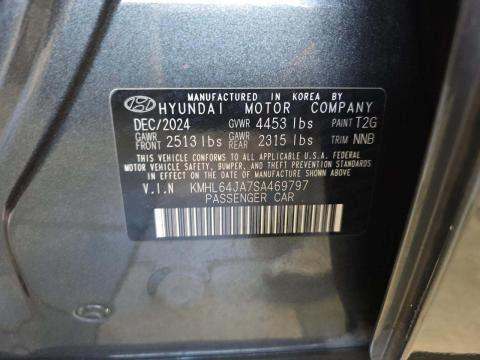 MANUFACTURED IN KOREA BY
HYUNDAI MOTOR COMPANY
DEC/2024 GVWR 4453 lbs PAINT T2G
GAWR FRONT 2513 lbs GAWR REAR 2315 lbs TRIM NNB
THIS VEHICLE CONFORMS TO ALL APPLICABLE U.S.A. FEDERAL
MOTOR VEHICLE SAFETY, BUMPER, AND THEFT PREVENTION STANDARDS
IN EFFECT ON THE DATE OF MANUFACTURE SHOWN ABOVE.
V.I.N KMHL64JA7SA469797
PASSENGER CAR